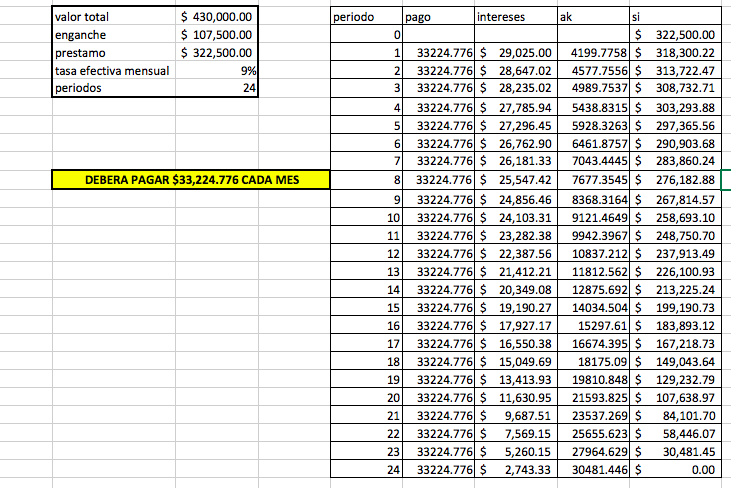 valor total $ 430,000.00
enganche $ 107,500.00
prestamo $ 322,500.00
tasa efectiva mensual 9%
periodos 24
DEBERA PAGAR $33,224.776 CADA MES
periodo pago intereses ak si
0 $ 322,500.00
1 33224.776 $ 29,025.00 4199.7758 $ 318,300.22
2 33224.776 $ 28,647.02 4577.7556 $ 313,722.47
3 33224.776 $ 28,235.02 4989.7537 $ 308,732.71
4 33224.776 $ 27,785.94 5438.8315 $ 303,293.88
5 33224.776 $ 27,296.45 5928.3263 $ 297,365.56
6 33224.776 $ 26,762.90 6461.8757 $ 290,903.68
7 33224.776 $ 26,181.33 7043.4445 $ 283,860.24
8 33224.776 $ 25,547.42 7677.3545 $ 276,182.88
9 33224.776 $ 24,856.46 8368.3164 $ 267,814.57
10 33224.776 $ 24,103.31 9121.4649 $ 258,693.10
11 33224.776 $ 23,282.38 9942.3967 $ 248,750.70
12 33224.776 $ 22,387.56 10837.212 $ 237,913.49
13 33224.776 $ 21,412.21 11812.562 $ 226,100.93
14 33224.776 $ 20,349.08 12875.692 $ 213,225.24
15 33224.776 $ 19,190.27 14034.504 $ 199,190.73
16 33224.776 $ 17,927.17 15297.61 $ 183,893.12
17 33224.776 $ 16,550.38 16674.395 $ 167,218.73
18 33224.776 $ 15,049.69 18175.09 $ 149,043.64
19 33224.776 $ 13,413.93 19810.848 $ 129,232.79
20 33224.776 $ 11,630.95 21593.825 $ 107,638.97
21 33224.776 $ 9,687.51 23537.269 $ 84,101.70
22 33224.776 $ 7,569.15 25655.623 $ 58,446.07
23 33224.776 $ 5,260.15 27964.629 $ 30,481.45
24 33224.776 $ 2,743.33 30481.446 $ 0.00